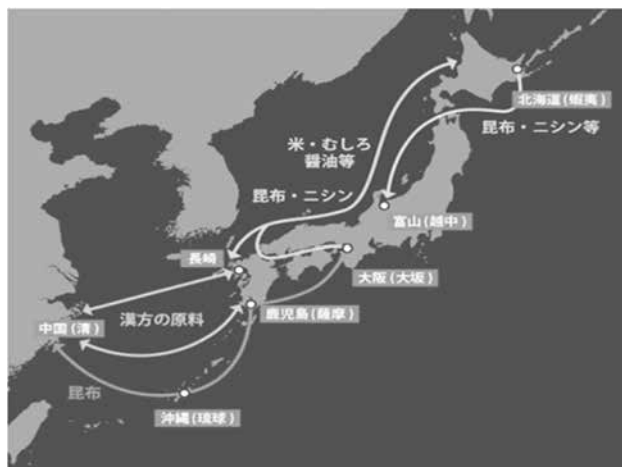 北海道(蝦夷)
昆布・ニシン等
米・むしろ
醤油等
昆布・ニシン
富山(越中)
長崎
大阪(大坂)
鹿児島(薩摩)
中国(清)
漢方の原料
昆布
沖縄(琉球)